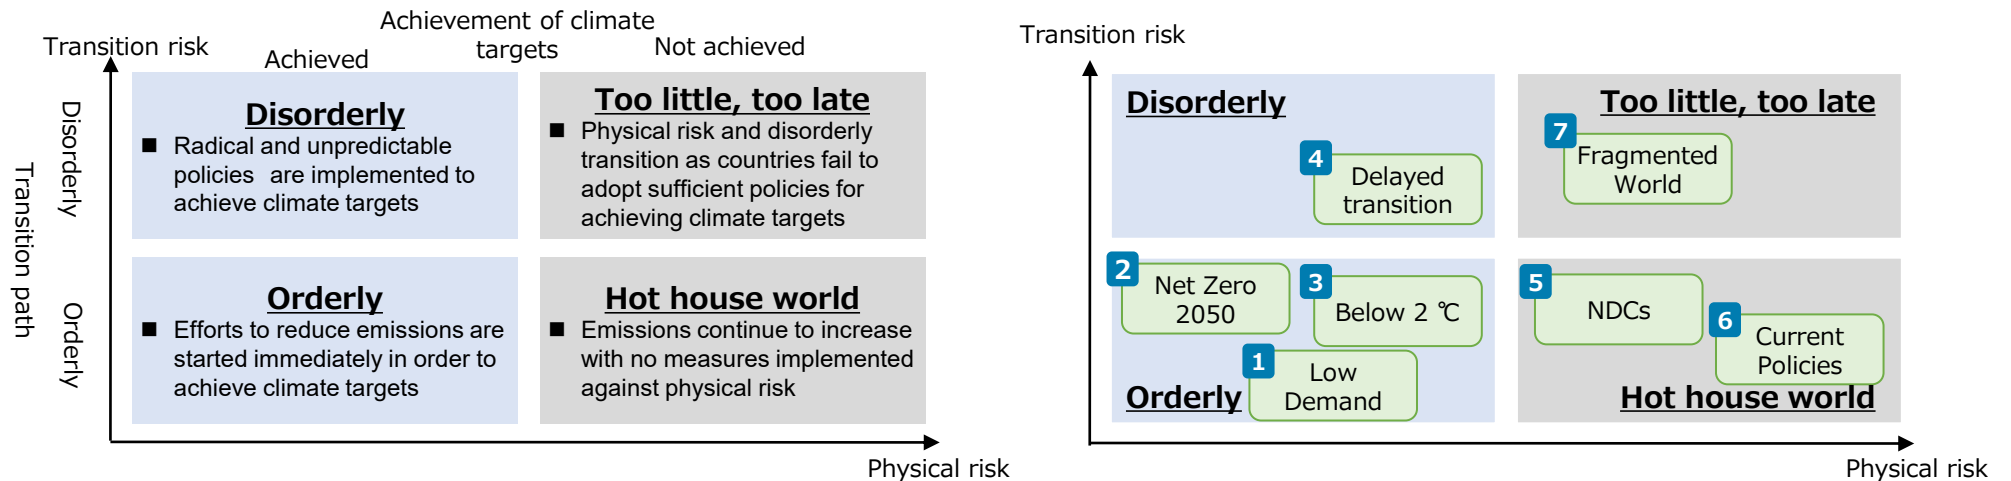 Achievement of climate
targets
Transition risk
Achieved
Not achieved
Transition path
Disorderly
Orderly
Disorderly
■ Radical and unpredictable
policies are implemented to
achieve climate targets
Too little, too late
■ Physical risk and disorderly
transition as countries fail to
adopt sufficient policies for
achieving climate targets
Orderly
■ Efforts to reduce emissions are
started immediately in order to
achieve climate targets
Hot house world
■ Emissions continue to increase
with no measures implemented
against physical risk
Physical risk
Transition risk
Disorderly
4
Delayed
transition
Too little, too late
7
Fragmented
World
2
Net Zero
2050
3
Below 2 ℃
1
Low
Demand
Orderly
5
NDCs
6
Current
Policies
Hot house world
Physical risk